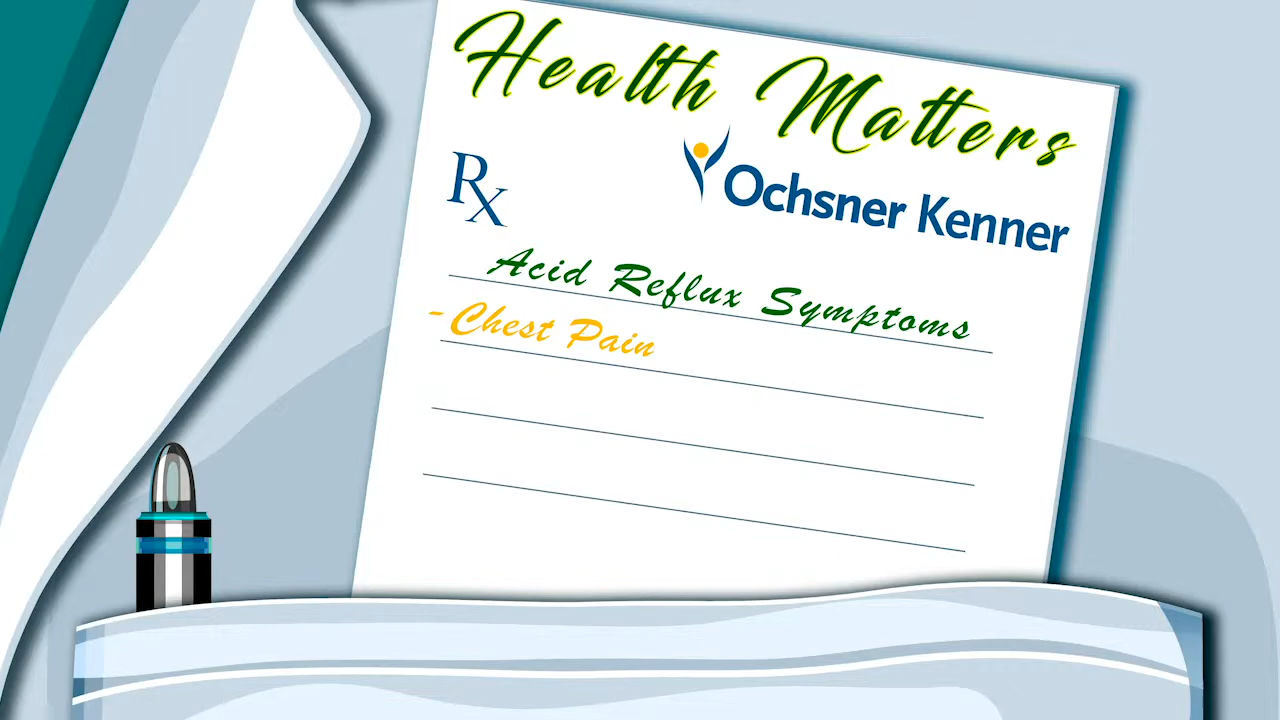 Health Matters
Ochsner Kenner
Rx
Acid Reflux Symptoms
-Chest Pain